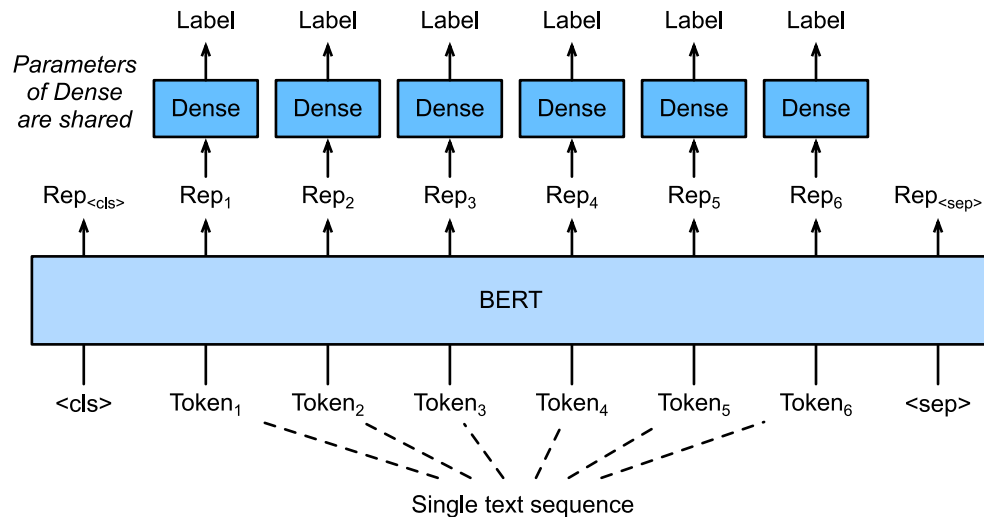 Label Label Label Label Label Label
Parameters
of Dense
are shared
Dense Dense Dense Dense Dense Dense
Rep<cls> Rep1 Rep2 Rep3 Rep4 Rep5 Rep6 Rep<sep>
BERT
<cls> Token1 Token2 Token3 Token4 Token5 Token6 <sep>
Single text sequence